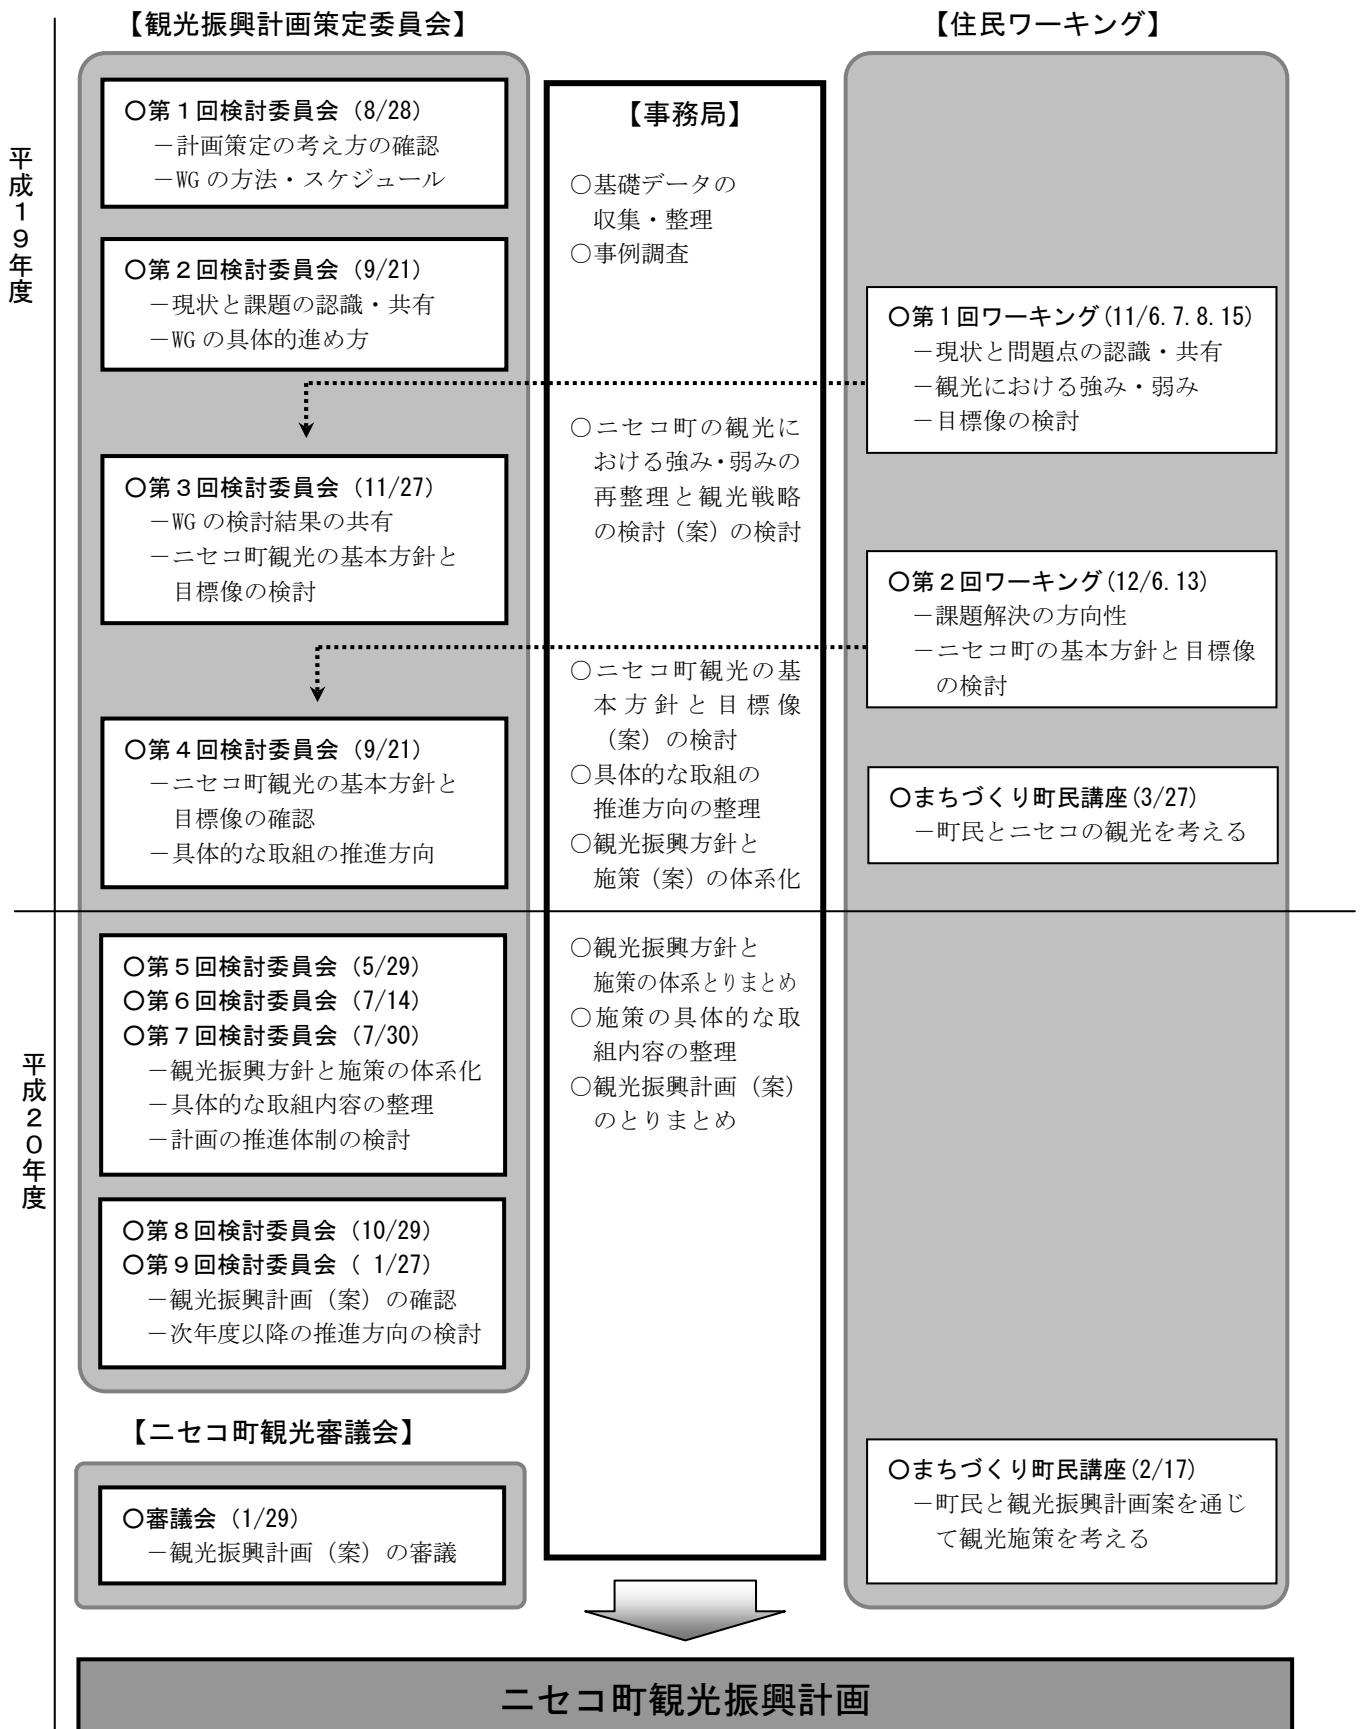 【観光振興計画策定委員会】
○第１回検討委員会（8/28）
－計画策定の考え方の確認
－WGの方法・スケジュール
○第２回検討委員会（9/21）
－現状と課題の認識・共有
－WGの具体的進め方
○第３回検討委員会（11/27）
－WGの検討結果の共有
－ニセコ町観光の基本方針と
目標像の検討
○第４回検討委員会（9/21）
－ニセコ町観光の基本方針と
目標像の確認
－具体的な取組の推進方向
○第５回検討委員会（5/29）
○第６回検討委員会（7/14）
○第７回検討委員会（7/30）
－観光振興方針と施策の体系化
－具体的な取組内容の整理
－計画の推進体制の検討
○第８回検討委員会（10/29）
○第９回検討委員会（ 1/27）
－観光振興計画（案）の確認
－次年度以降の推進方向の検討
【ニセコ町観光審議会】
○審議会（1/29）
－観光振興計画（案）の審議
【事務局】
○基礎データの
収集・整理
○事例調査
○ニセコ町の観光に
おける強み・弱みの
再整理と観光戦略
の検討（案）の検討
○ニセコ町観光の基
本方針と目標像
（案）の検討
○具体的な取組の
推進方向の整理
○観光振興方針と
施策（案）の体系化
○観光振興方針と
施策の体系とりまとめ
○施策の具体的な取
組内容の整理
○観光振興計画（案）
のとりまとめ
【住民ワーキング】
○第１回ワーキング(11/6.7.8.15)
－現状と問題点の認識・共有
－観光における強み・弱み
－目標像の検討
○第２回ワーキング(12/6.13)
－課題解決の方向性
－ニセコ町の基本方針と目標像
の検討
○まちづくり町民講座(3/27)
－町民とニセコの観光を考える
○まちづくり町民講座(2/17)
－町民と観光振興計画案を通じ
て観光施策を考える
平成１９年度
平成２０年度
ニセコ町観光振興計画